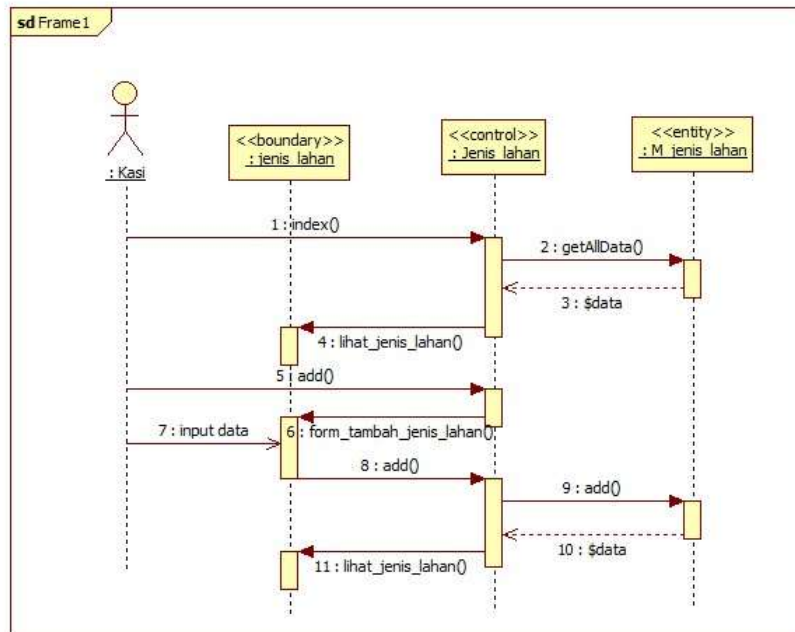 sd Frame1
: Kasi
<<boundary>>
: jenis_lahan
<<control>>
: Jenis_lahan
<<entity>>
: M_jenis_lahan
1 : index()
2 : getAllData()
3 : $data
4 : lihat_jenis_lahan()
5 : add()
6 : form_tambah_jenis_lahan()
7 : input data
8 : add()
9 : add()
10 : $data
11 : lihat_jenis_lahan()